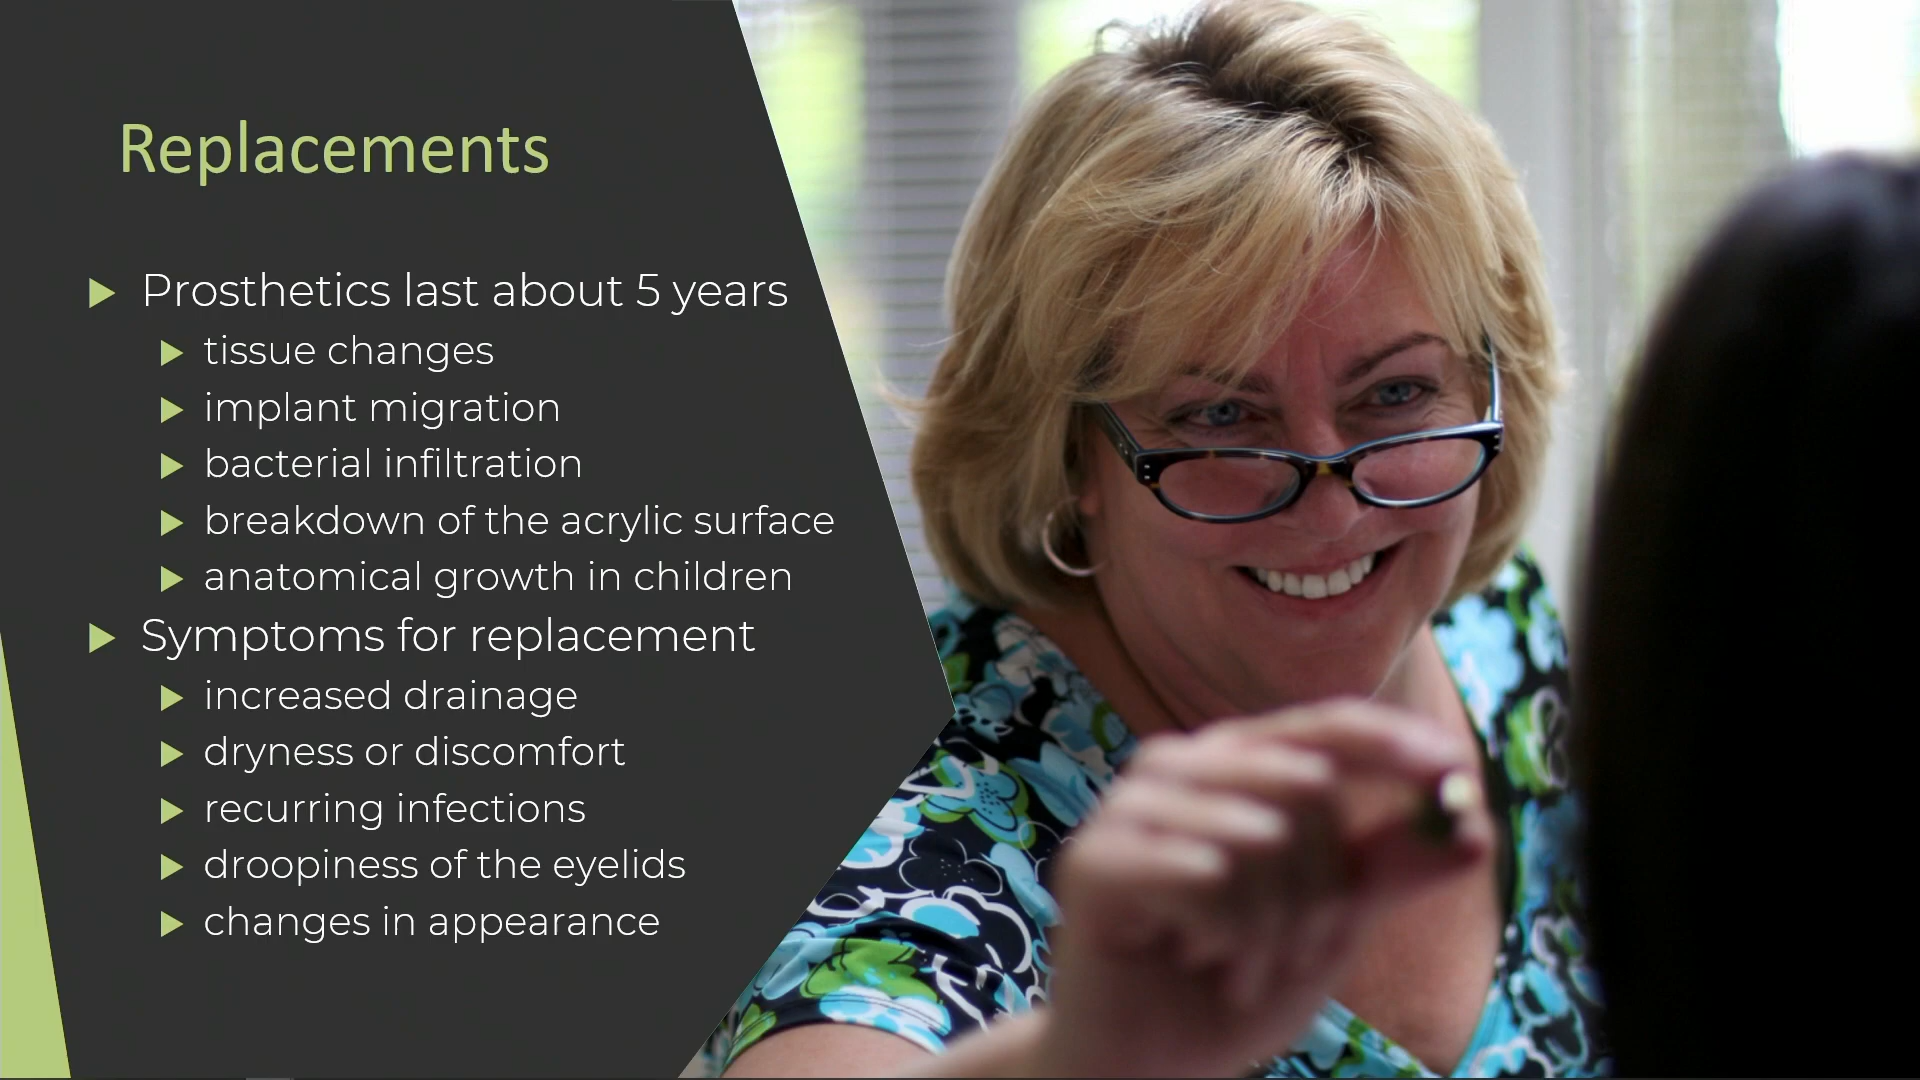 Replacements
Prosthetics last about 5 years
tissue changes
implant migration
bacterial infiltration
breakdown of the acrylic surface
anatomical growth in children
Symptoms for replacement
increased drainage
dryness or discomfort
recurring infections
droopiness of the eyelids
changes in appearance